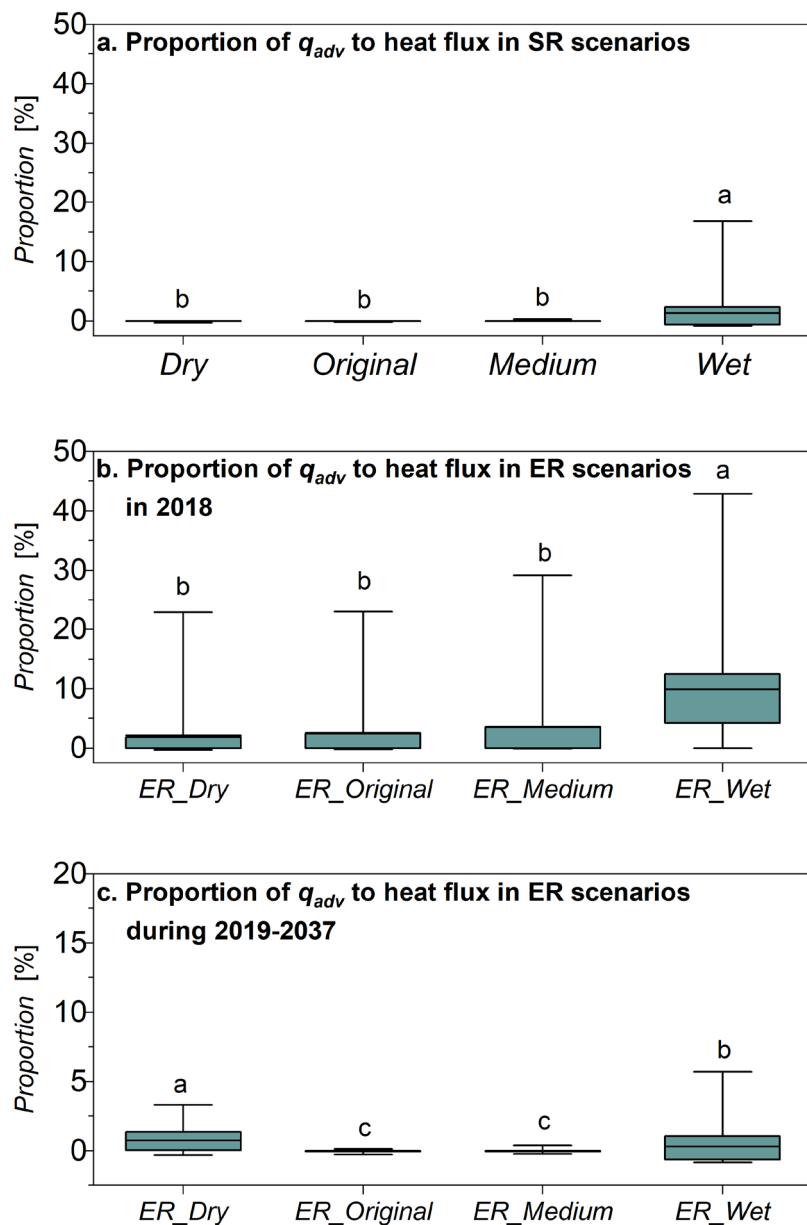 50
a. Proportion of q_adv to heat flux in SR scenarios
40
30
20
10
0
Proportion [%]
a
b b b
Dry Original Medium Wet
50
b. Proportion of q_adv to heat flux in ER scenarios
in 2018
40
30
20
10
0
Proportion [%]
a
b b b
ER_Dry ER_Original ER_Medium ER_Wet
20
c. Proportion of q_adv to heat flux in ER scenarios
during 2019-2037
15
10
5
0
Proportion [%]
b
a
c c
ER_Dry ER_Original ER_Medium ER_Wet